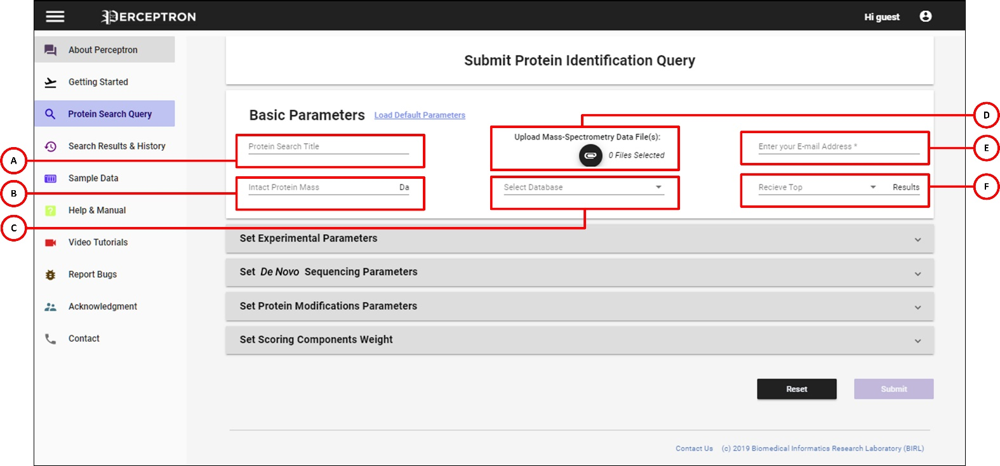 PERCEPTRON
Hi guest
About Perceptron
Getting Started
Protein Search Query
Search Results & History
Sample Data
Help & Manual
Video Tutorials
Report Bugs
Acknowledgment
Contact
Submit Protein Identification Query
Basic Parameters Load Default Parameters
Protein Search Title
Upload Mass-Spectrometry Data File(s):
0 Files Selected
Enter your E-mail Address *
Intact Protein Mass Da
Select Database
Recieve Top Results
Set Experimental Parameters
Set De Novo Sequencing Parameters
Set Protein Modifications Parameters
Set Scoring Components Weight
Reset
Submit
Contact Us (c) 2019 Biomedical Informatics Research Laboratory (BIRL)
A
B
C
D
E
F